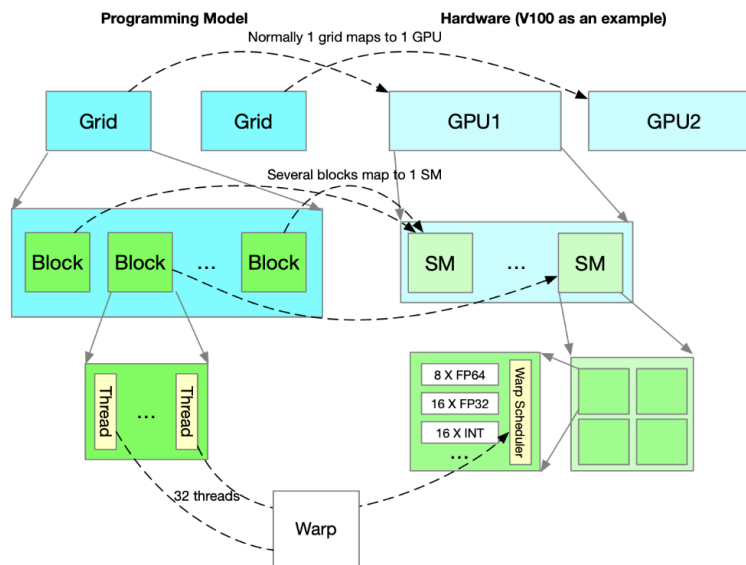 Programming Model
Hardware (V100 as an example)
Normally 1 grid maps to 1 GPU
Grid
Grid
GPU1
GPU2
Several blocks map to 1 SM
Block
Block
...
Block
SM
...
SM
Thread
...
Thread
8 X FP64
16 X FP32
16 X INT
...
Warp Scheduler
32 threads
Warp